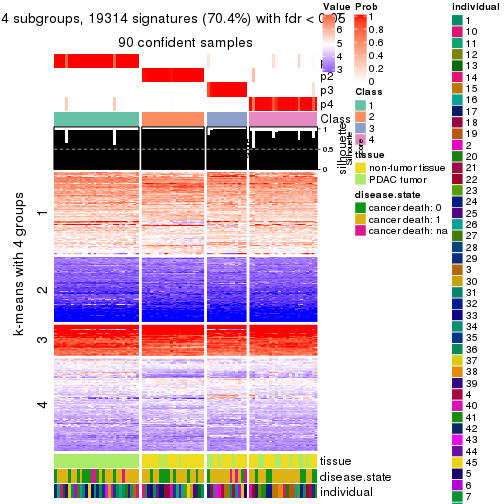 4 subgroups, 19314 signatures (70.4%) with fdr < 0.05
90 confident samples
p2
p3
p4
Class
1
0.5
0
silhouette
k-means with 4 groups
1
2
3
4
tissue
disease.state
individual
Value
7
6
5
4
3
Prob
1
0.8
0.6
0.4
0.2
0
Class
1
2
3
4
tissue
non-tumor tissue
PDAC tumor
disease.state
cancer death: 0
cancer death: 1
cancer death: na
individual
1
10
11
12
13
14
15
16
17
18
19
2
20
21
22
23
24
25
26
27
28
29
3
30
31
32
33
34
35
36
37
38
39
4
40
41
42
43
44
45
5
6
7